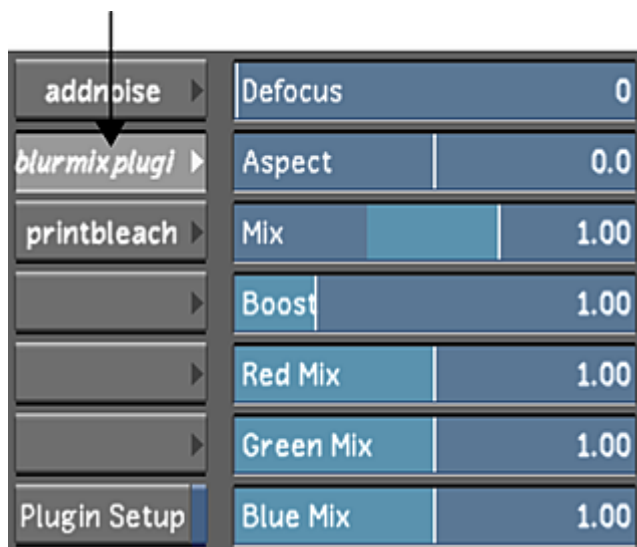 addnoise Defocus 0
blurmixplugi Aspect 0.0
printbleach Mix 1.00
Boost 1.00
Red Mix 1.00
Green Mix 1.00
Plugin Setup Blue Mix 1.00